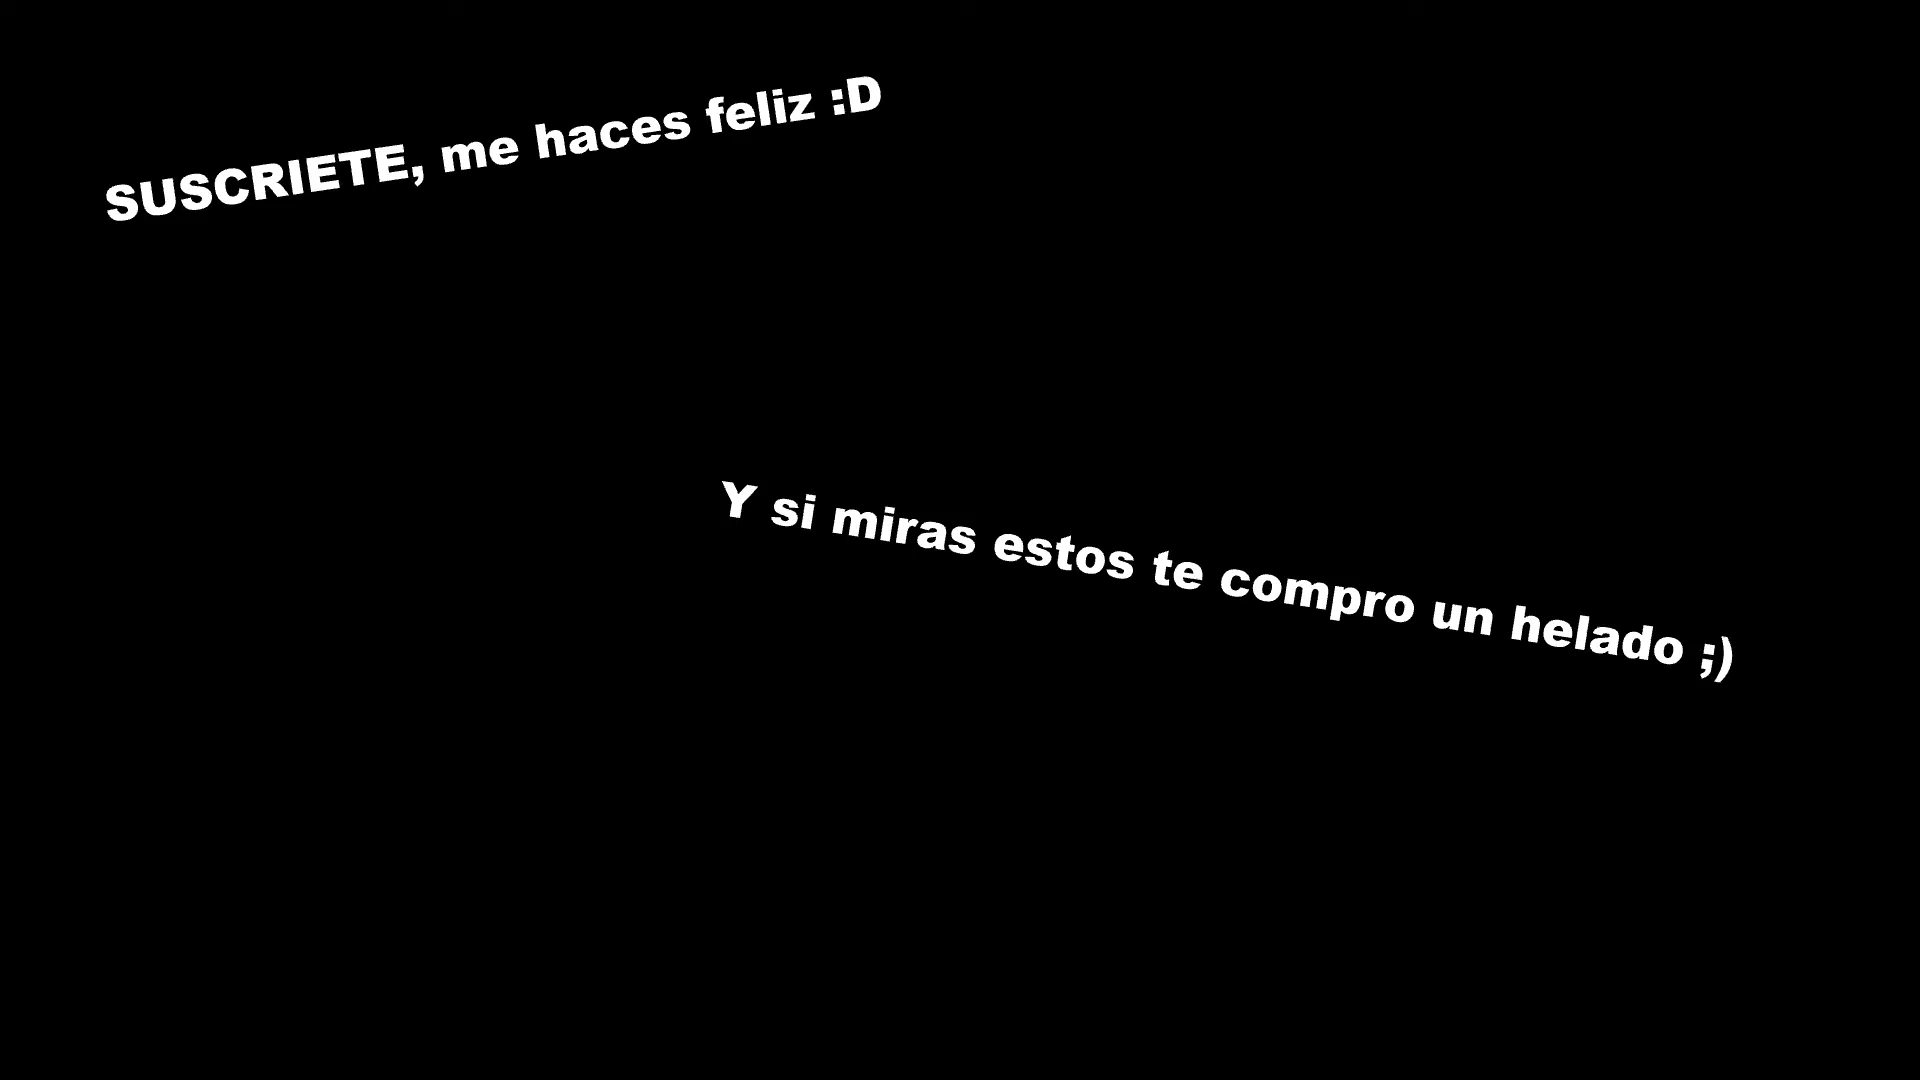 SUSCRIETE, me haces feliz :D
Y si miras estos te compro un helado ;)